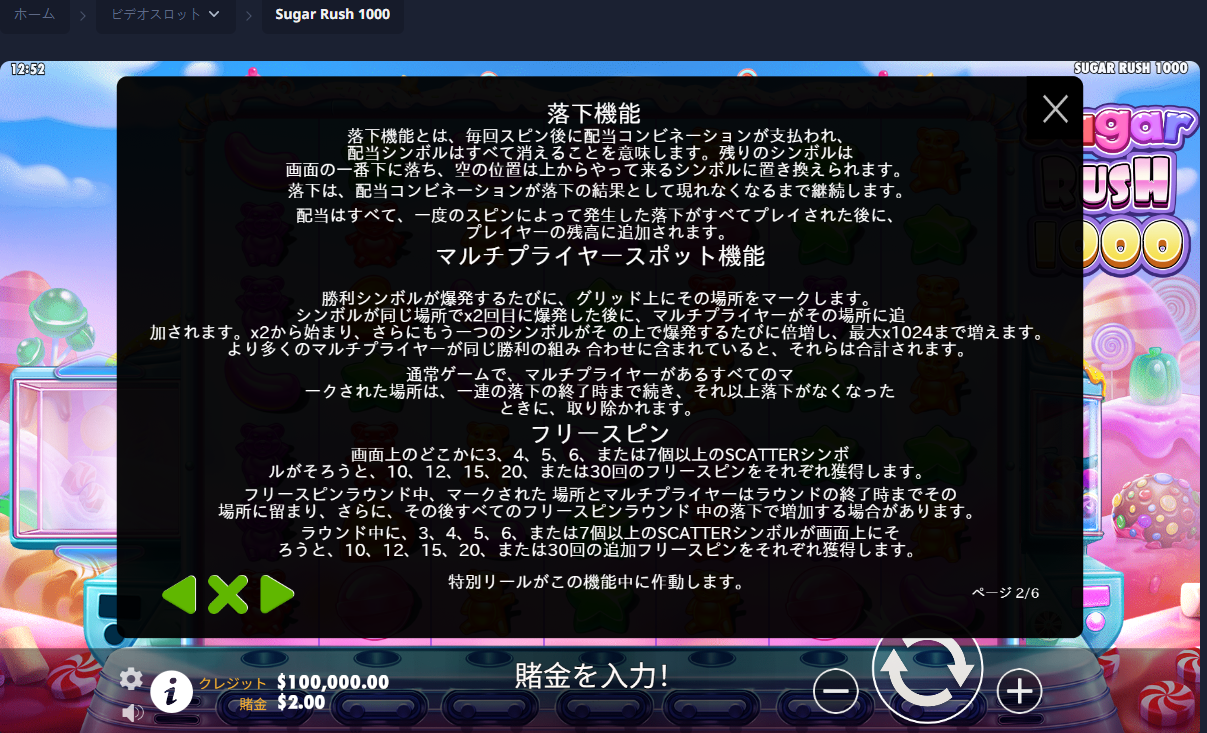 ホーム
ビデオスロット
Sugar Rush 1000
12:52
SUGAR RUSH 1000
落下機能
落下機能とは、毎回スピン後に配当コンビネーションが支払われ、
配当シンボルはすべて消えることを意味します。残りのシンボルは
画面の一番下に落ち、空の位置は上からやって来るシンボルに置き換えられます。
落下は、配当コンビネーションが落下の結果として現れなくなるまで継続します。
配当はすべて、一度のスピンによって発生した落下がすべてプレイされた後に、
プレイヤーの残高に追加されます。
マルチプライヤースポット機能
勝利シンボルが爆発するたびに、グリッド上にその場所をマークします。
シンボルが同じ場所でx2回目に爆発した後に、マルチプライヤーがその場所に追
加されます。x2から始まり、さらにもう一つのシンボルがそ の上で爆発するたびに倍増し、最大x1024まで増えます。
より多くのマルチプライヤーが同じ勝利の組み 合わせに含まれていると、それらは合計されます。
通常ゲームで、マルチプライヤーがあるすべてのマ
ークされた場所は、一連の落下の終了時まで続き、それ以上落下がなくなった
ときに、取り除かれます。
フリースピン
画面上のどこかに3、4、5、6、または7個以上のSCATTERシンボ
ルがそろうと、10、12、15、20、または30回のフリースピンをそれぞれ獲得します。
フリースピンラウンド中、マークされた 場所とマルチプライヤーはラウンドの終了時までその
場所に留まり、さらに、その後すべてのフリースピンラウンド 中の落下で増加する場合があります。
ラウンド中に、3、4、5、6、または7個以上のSCATTERシンボルが画面上にそ
ろうと、10、12、15、20、または30回の追加フリースピンをそれぞれ獲得します。
特別リールがこの機能中に作動します。
ページ 2/6
Sugar
RUSH
1000
クレジット $100,000.00
賭金 $2.00
賭金を入力!